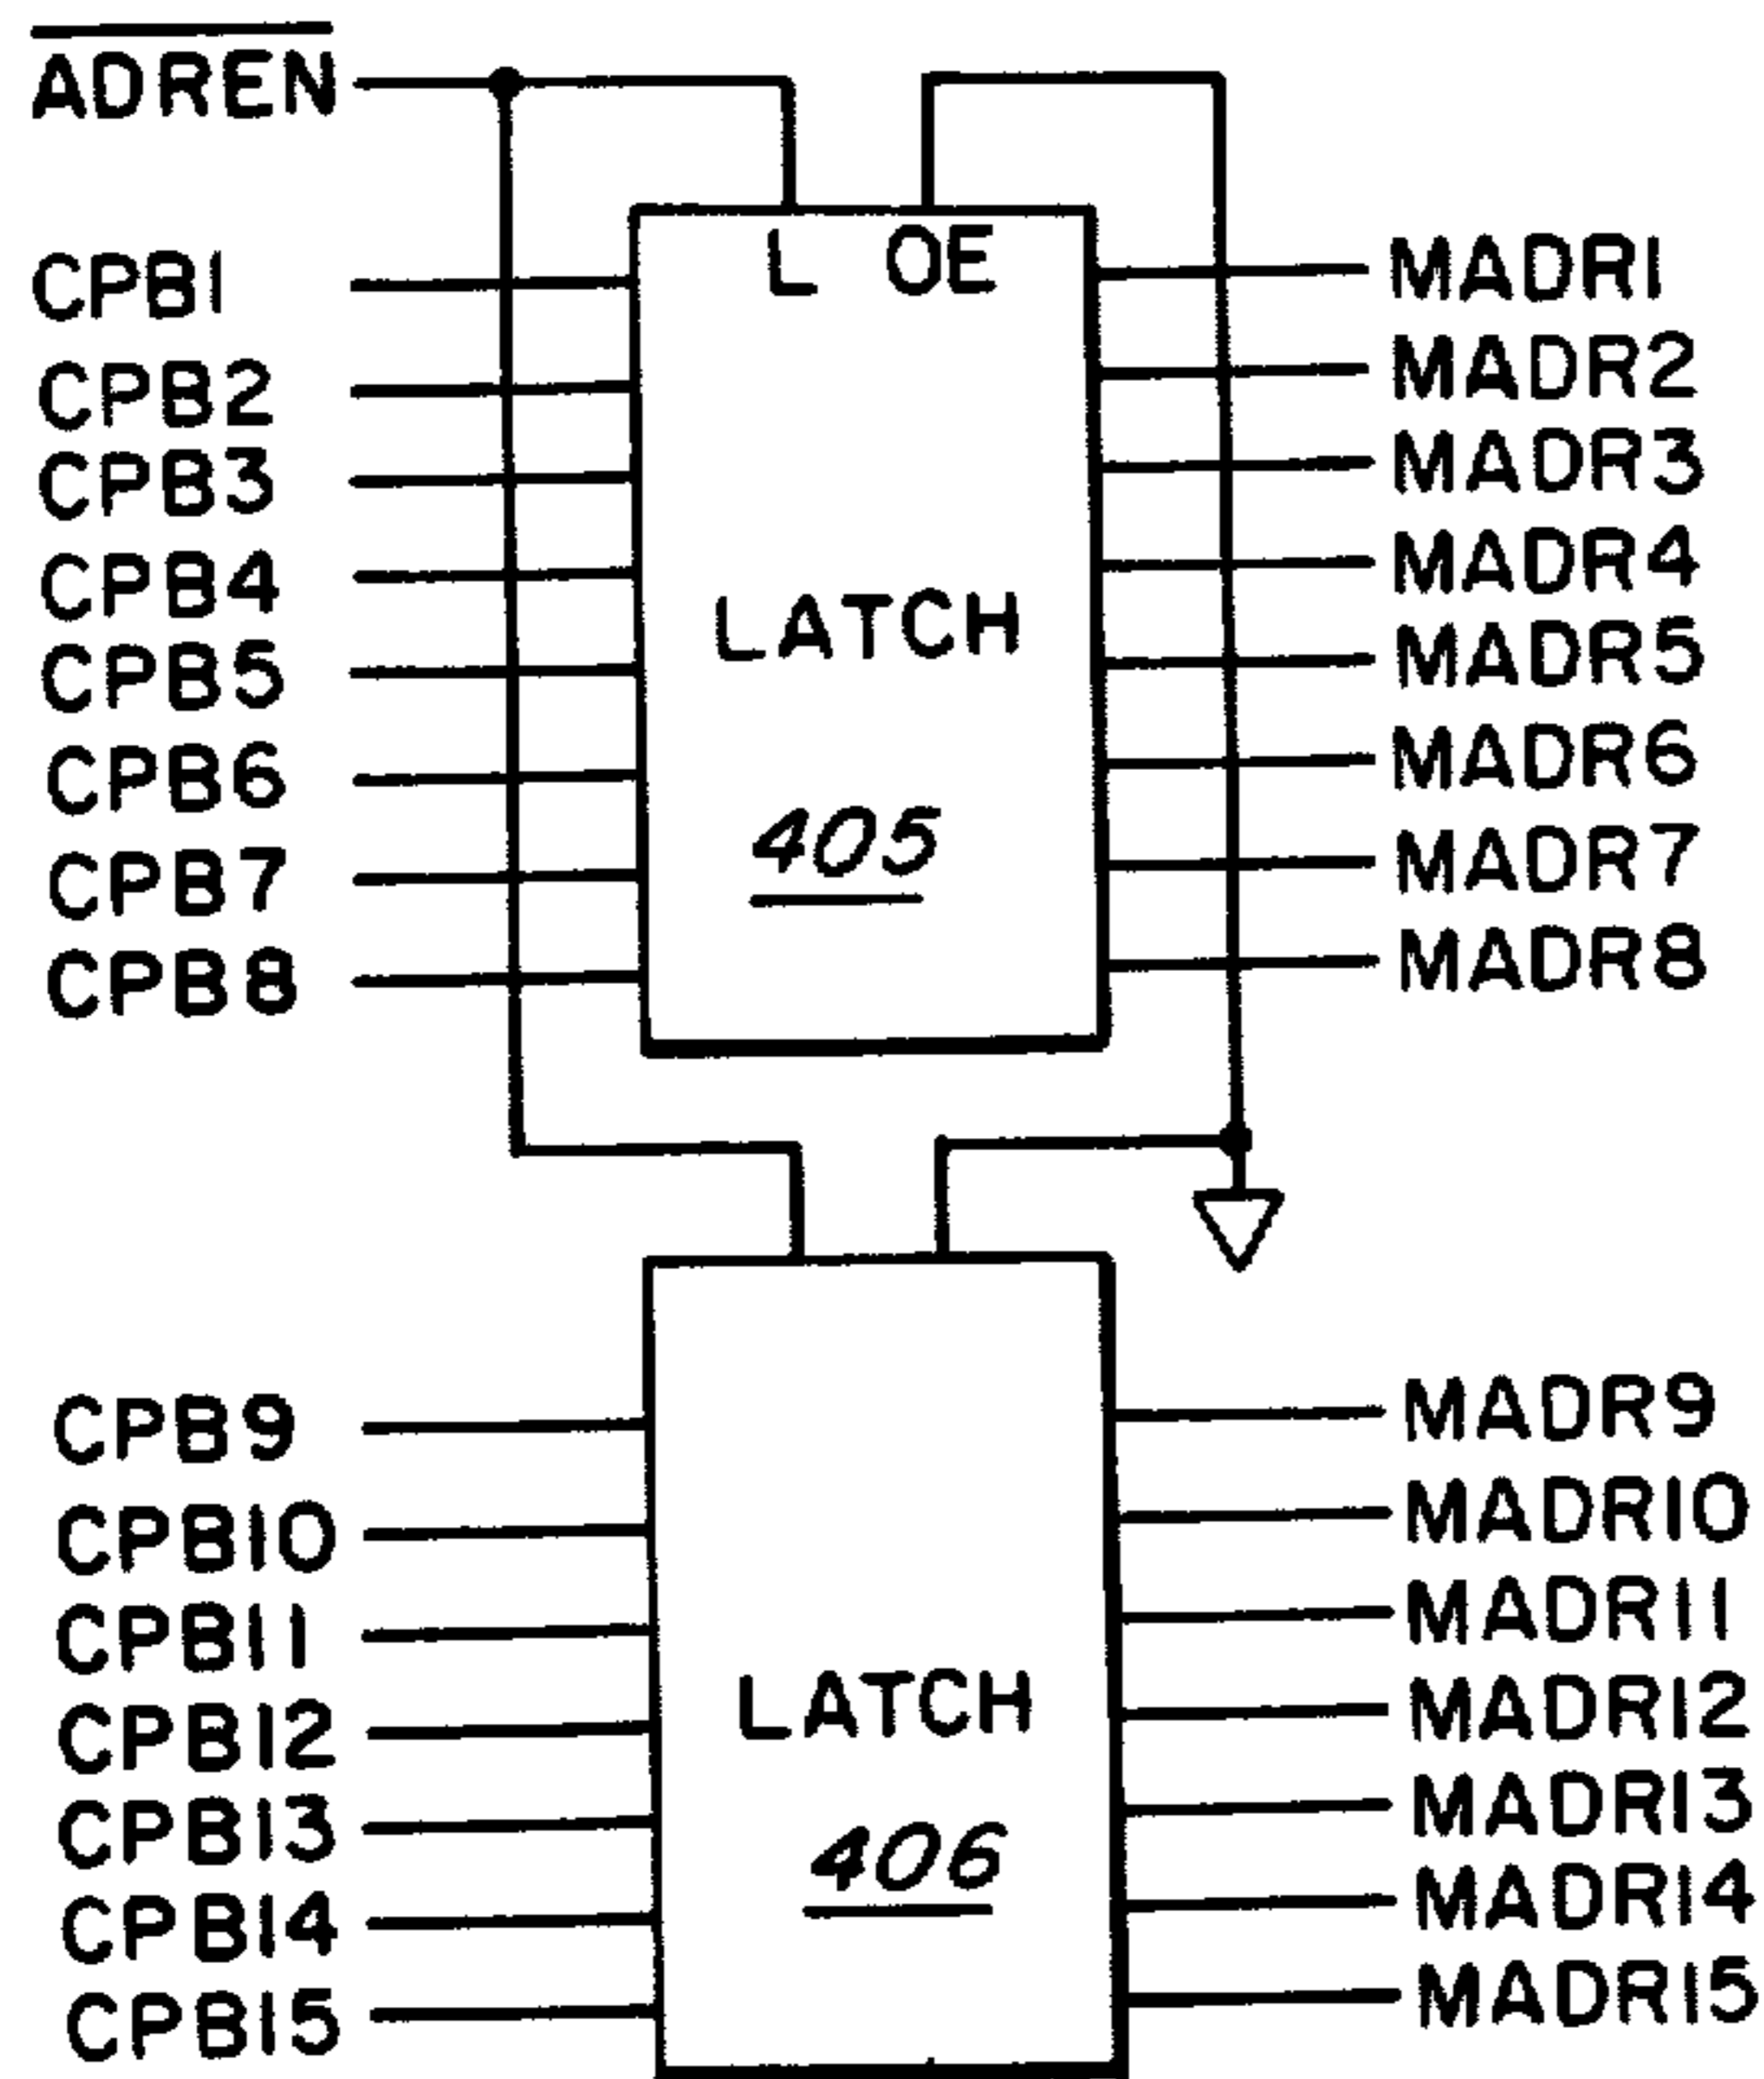 ADREN
L OE
CPB1 MADR1
CPB2 MADR2
CPB3 MADR3
CPB4 MADR4
LATCH
CPB5 MADR5
CPB6 MADR6
405
CPB7 MADR7
CPB8 MADR8
CPB9 MADR9
CPB10 MADR10
CPB11 MADR11
LATCH
CPB12 MADR12
CPB13 MADR13
406
CPB14 MADR14
CPB15 MADR15